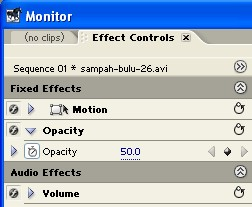 Monitor
(no clips) Effect Controls
Sequence 01 * sampah-bulu-26.avi
Fixed Effects
Motion
Opacity
Opacity 50.0
Audio Effects
Volume